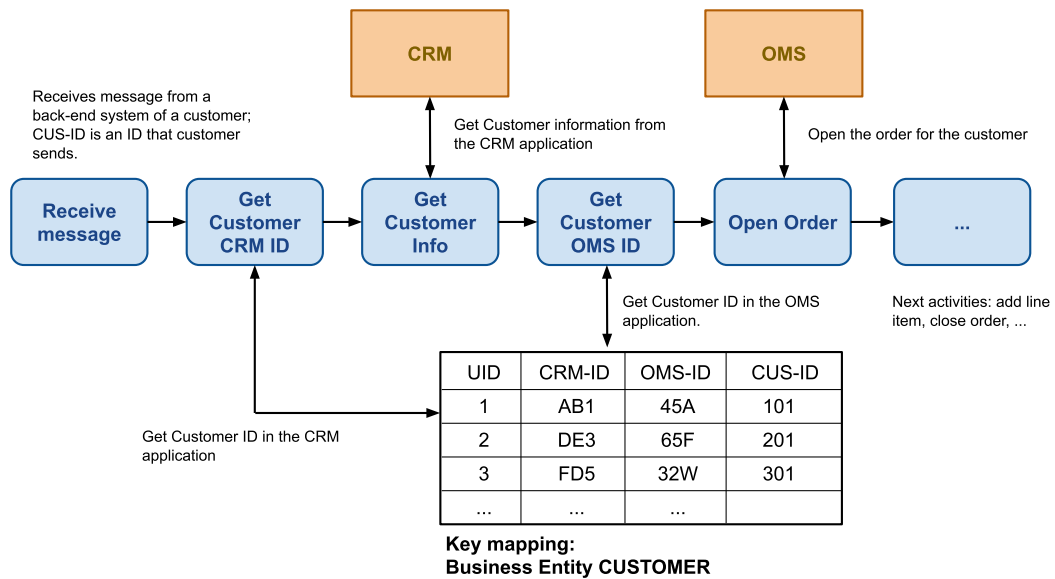 CRM
OMS
Receives message from a
back-end system of a customer;
CUS-ID is an ID that customer
sends.
Get Customer information from
the CRM application
Open the order for the customer
Receive
message
Get
Customer
CRM ID
Get
Customer
Info
Get
Customer
OMS ID
Open Order
...
Get Customer ID in the OMS
application.
Next activities: add line
item, close order, ...
Get Customer ID in the CRM
application
UID CRM-ID OMS-ID CUS-ID
1 AB1 45A 101
2 DE3 65F 201
3 FD5 32W 301
... ... ...
Key mapping:
Business Entity CUSTOMER